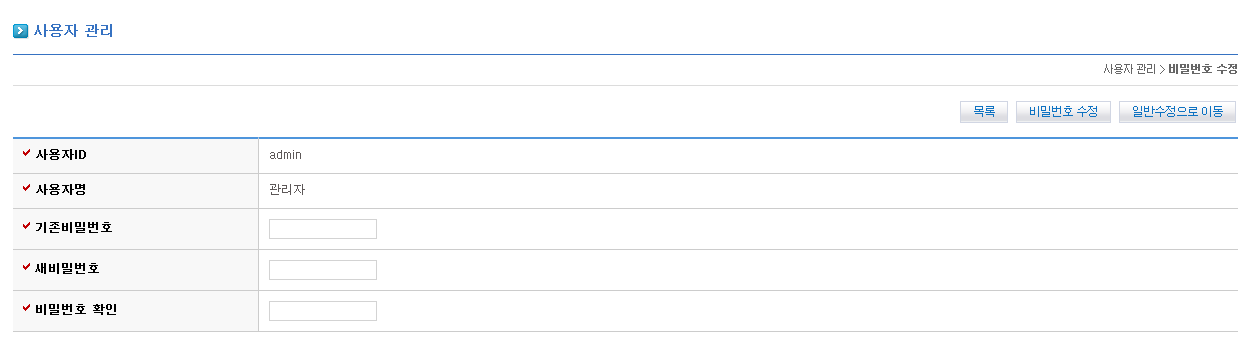 사용자 관리
사용자 관리 > 비밀번호 수정
목록 비밀번호 수정 일반수정으로 이동
사용자ID admin
사용자명 관리자
기존비밀번호
새비밀번호
비밀번호 확인